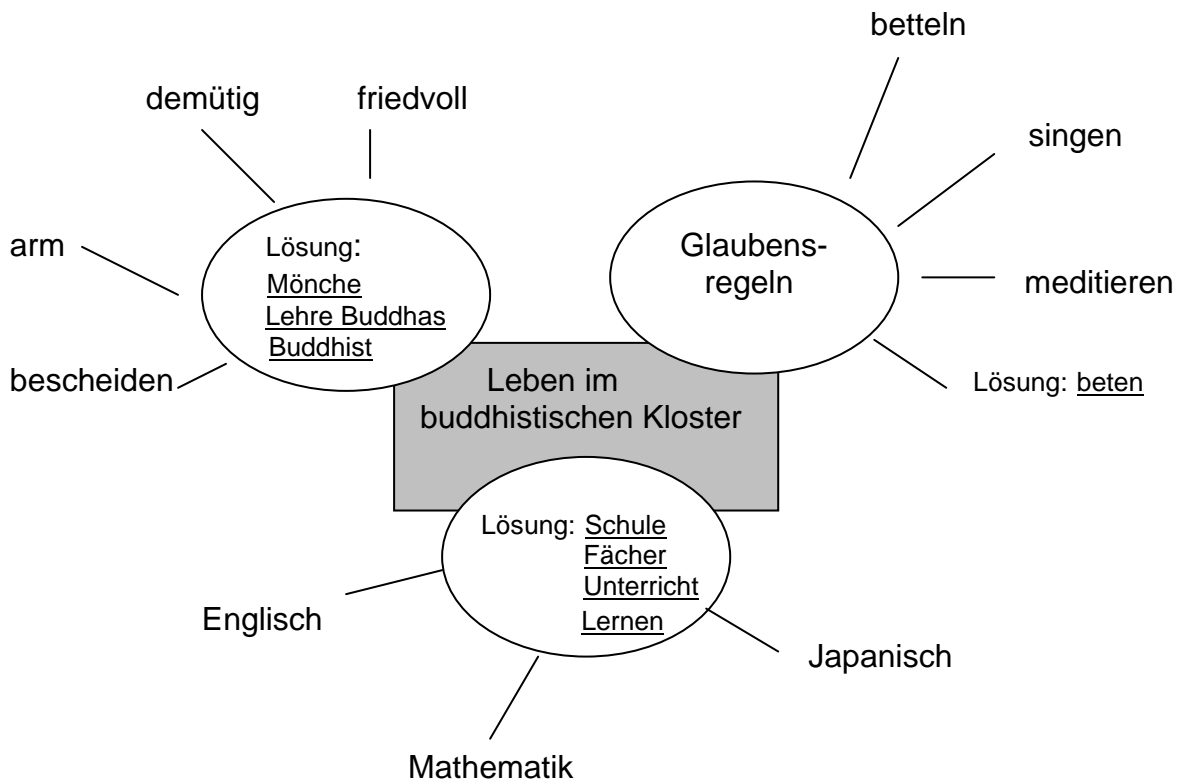 betteln
demütig
friedvoll
singen
arm
Lösung:
Mönche
Lehre Buddhas
Buddhist
Glaubens-
regeln
meditieren
bescheiden
Leben im
buddhistischen Kloster
Lösung: beten
Lösung: Schule
Fächer
Unterricht
Lernen
Englisch
Japanisch
Mathematik